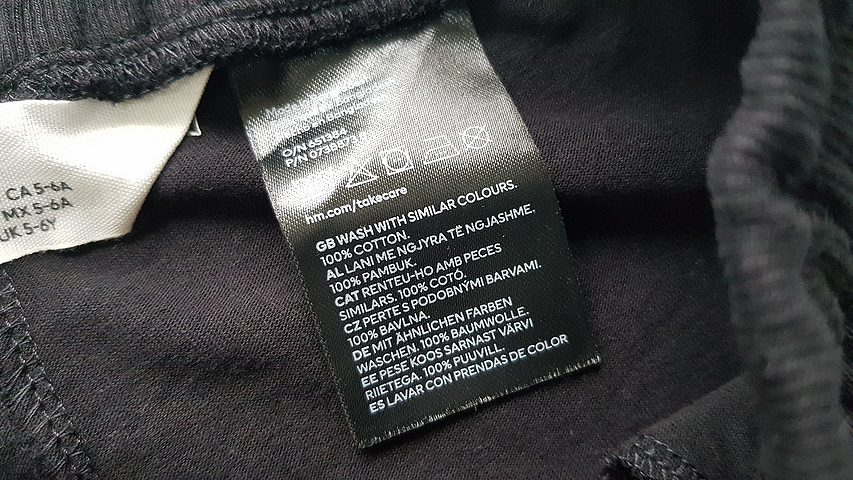 CA 5-6A
MX 5-6A
UK 5-6Y
hm.com/takecare
GB WASH WITH SIMILAR COLOURS.
100% COTTON.
AL LANI ME NGJYRA TË NGJASHME.
100% PAMBUK.
CAT RENTEU-HO AMB PECES
SIMILARS, 100% COTÓ.
CZ PERTE S PODOBNÝMI BARVAMI.
100% BAVLNA.
DE MIT ÄHNLICHEN FARBEN
WASCHEN. 100% BAUMWOLLE.
EE PESE KOOS SARNAST VÄRVI
RIIETEGA. 100% PUUVILL.
ES LAVAR CON PRENDAS DE COLOR